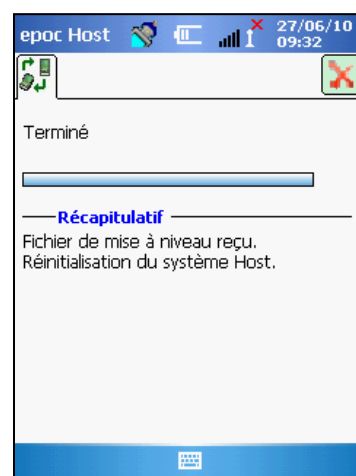 epoc Host 27/06/10
09:32
Terminé
Récapitulatif
Fichier de mise à niveau reçu.
Réinitialisation du système Host.